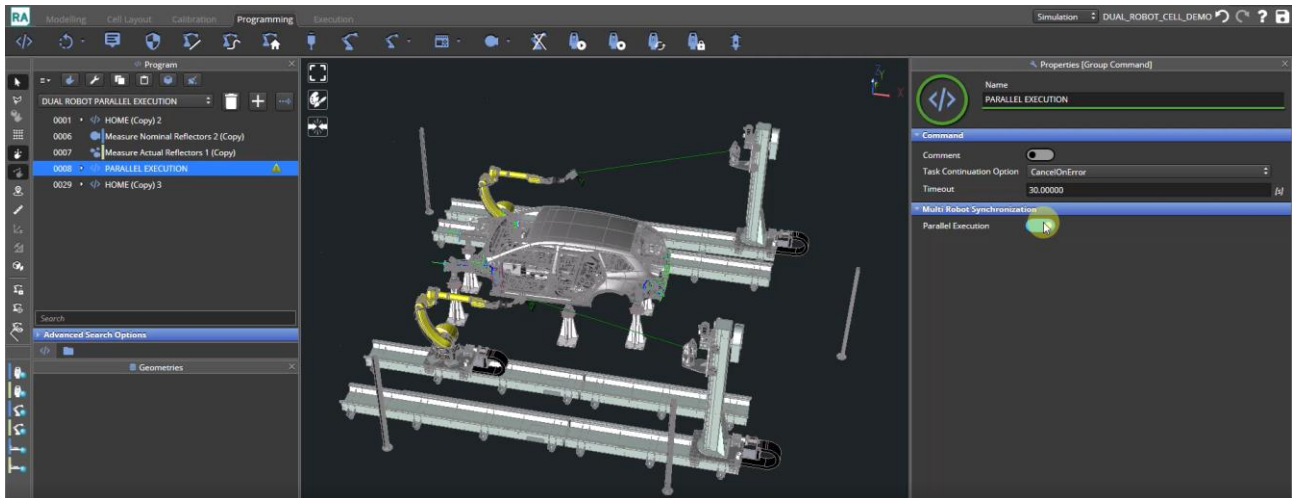 RA Modelling Cell Layout Calibration Programming Execution Simulation DUAL_ROBOT_CELL_DEMO ?
Program
DUAL ROBOT PARALLEL EXECUTION
0001 </> HOME (Copy) 2
0006 Measure Nominal Reflectors 2 (Copy)
0007 Measure Actual Reflectors 1 (Copy)
0008 </> PARALLEL EXECUTION
0029 </> HOME (Copy) 3
Search
Advanced Search Options
Geometries
Zy
X
Properties [Group Command]
Name
PARALLEL EXECUTION
Command
Comment
Task Continuation Option CancelOnError
Timeout 30.00000 [s]
Multi Robot Synchronization
Parallel Execution